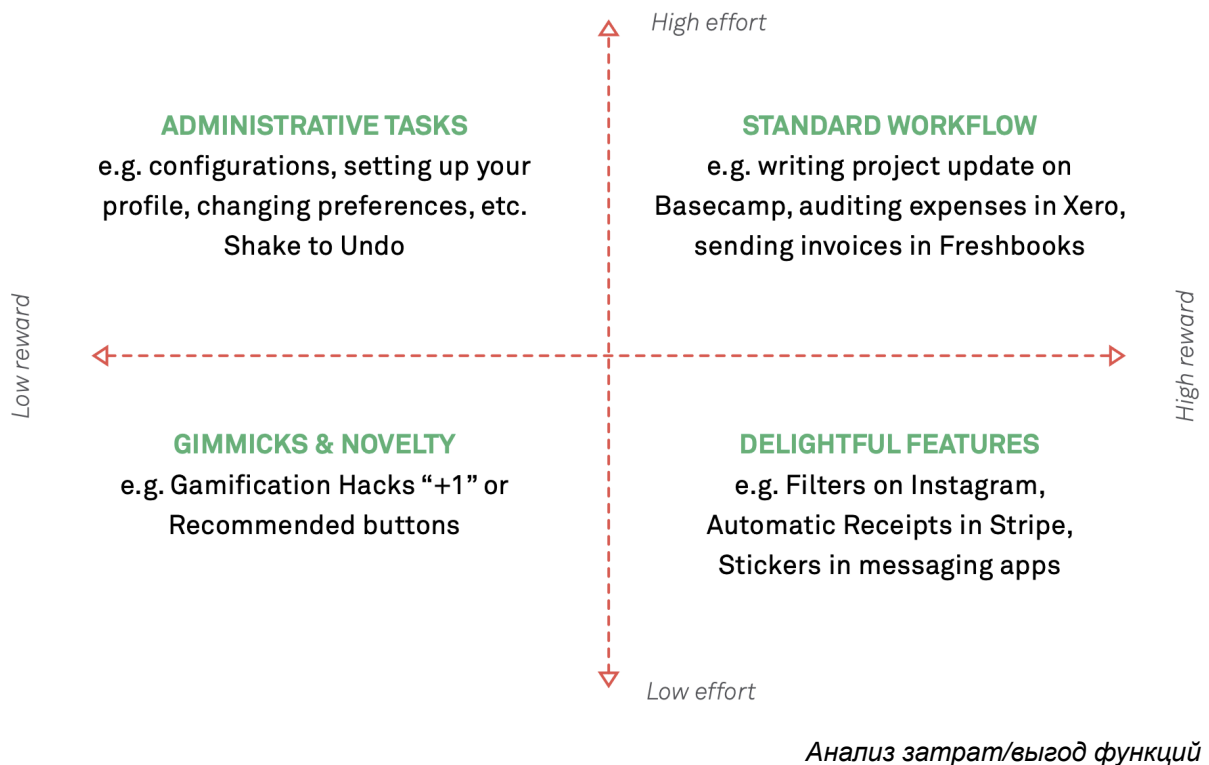 High effort
ADMINISTRATIVE TASKS
e.g. configurations, setting up your
profile, changing preferences, etc.
Shake to Undo
STANDARD WORKFLOW
e.g. writing project update on
Basecamp, auditing expenses in Xero,
sending invoices in Freshbooks
Low reward
High reward
GIMMICKS & NOVELTY
e.g. Gamification Hacks “+1” or
Recommended buttons
DELIGHTFUL FEATURES
e.g. Filters on Instagram,
Automatic Receipts in Stripe,
Stickers in messaging apps
Low effort
Анализ затрат/выгод функций